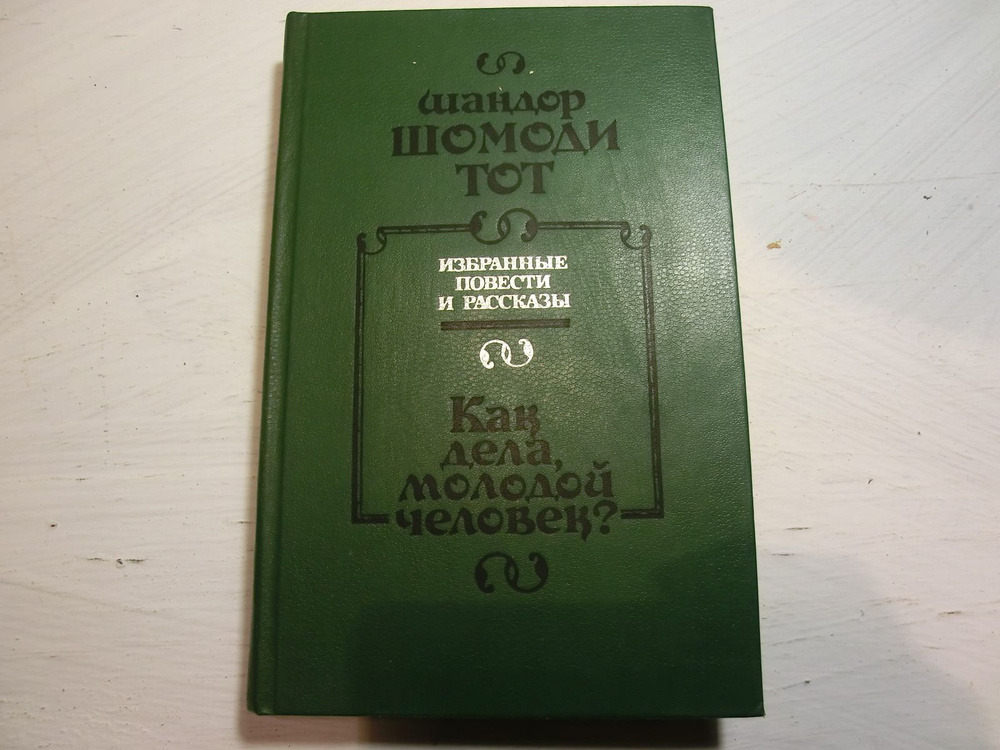 Шандор
ШОМОДИ
ТОТ
ИЗБРАННЫЕ
ПОВЕСТИ
И РАССКАЗЫ
Как
дела,
молодой
человек?